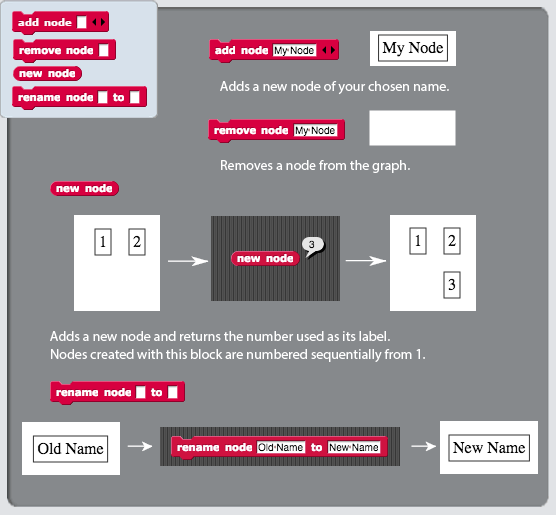 add node
remove node
new node
rename node to
add node My·Node
My Node
Adds a new node of your chosen name.
remove node My·Node
Removes a node from the graph.
new node
1 2
new node 3
1 2
3
Adds a new node and returns the number used as its label.
Nodes created with this block are numbered sequentially from 1.
rename node to
Old Name
rename node Old·Name to New·Name
New Name